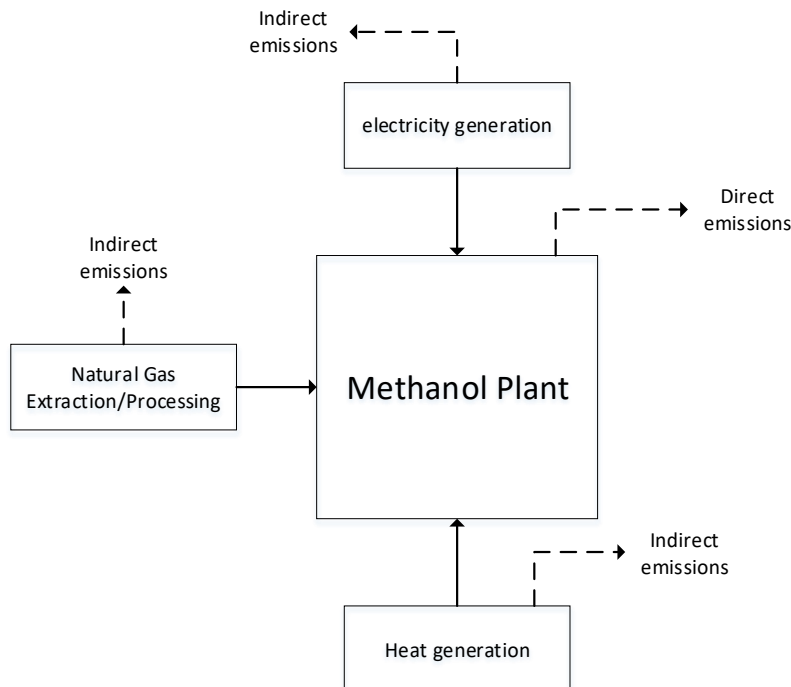 Indirect
emissions
electricity generation
Direct
emissions
Indirect
emissions
Natural Gas
Extraction/Processing
Methanol Plant
Indirect
emissions
Heat generation